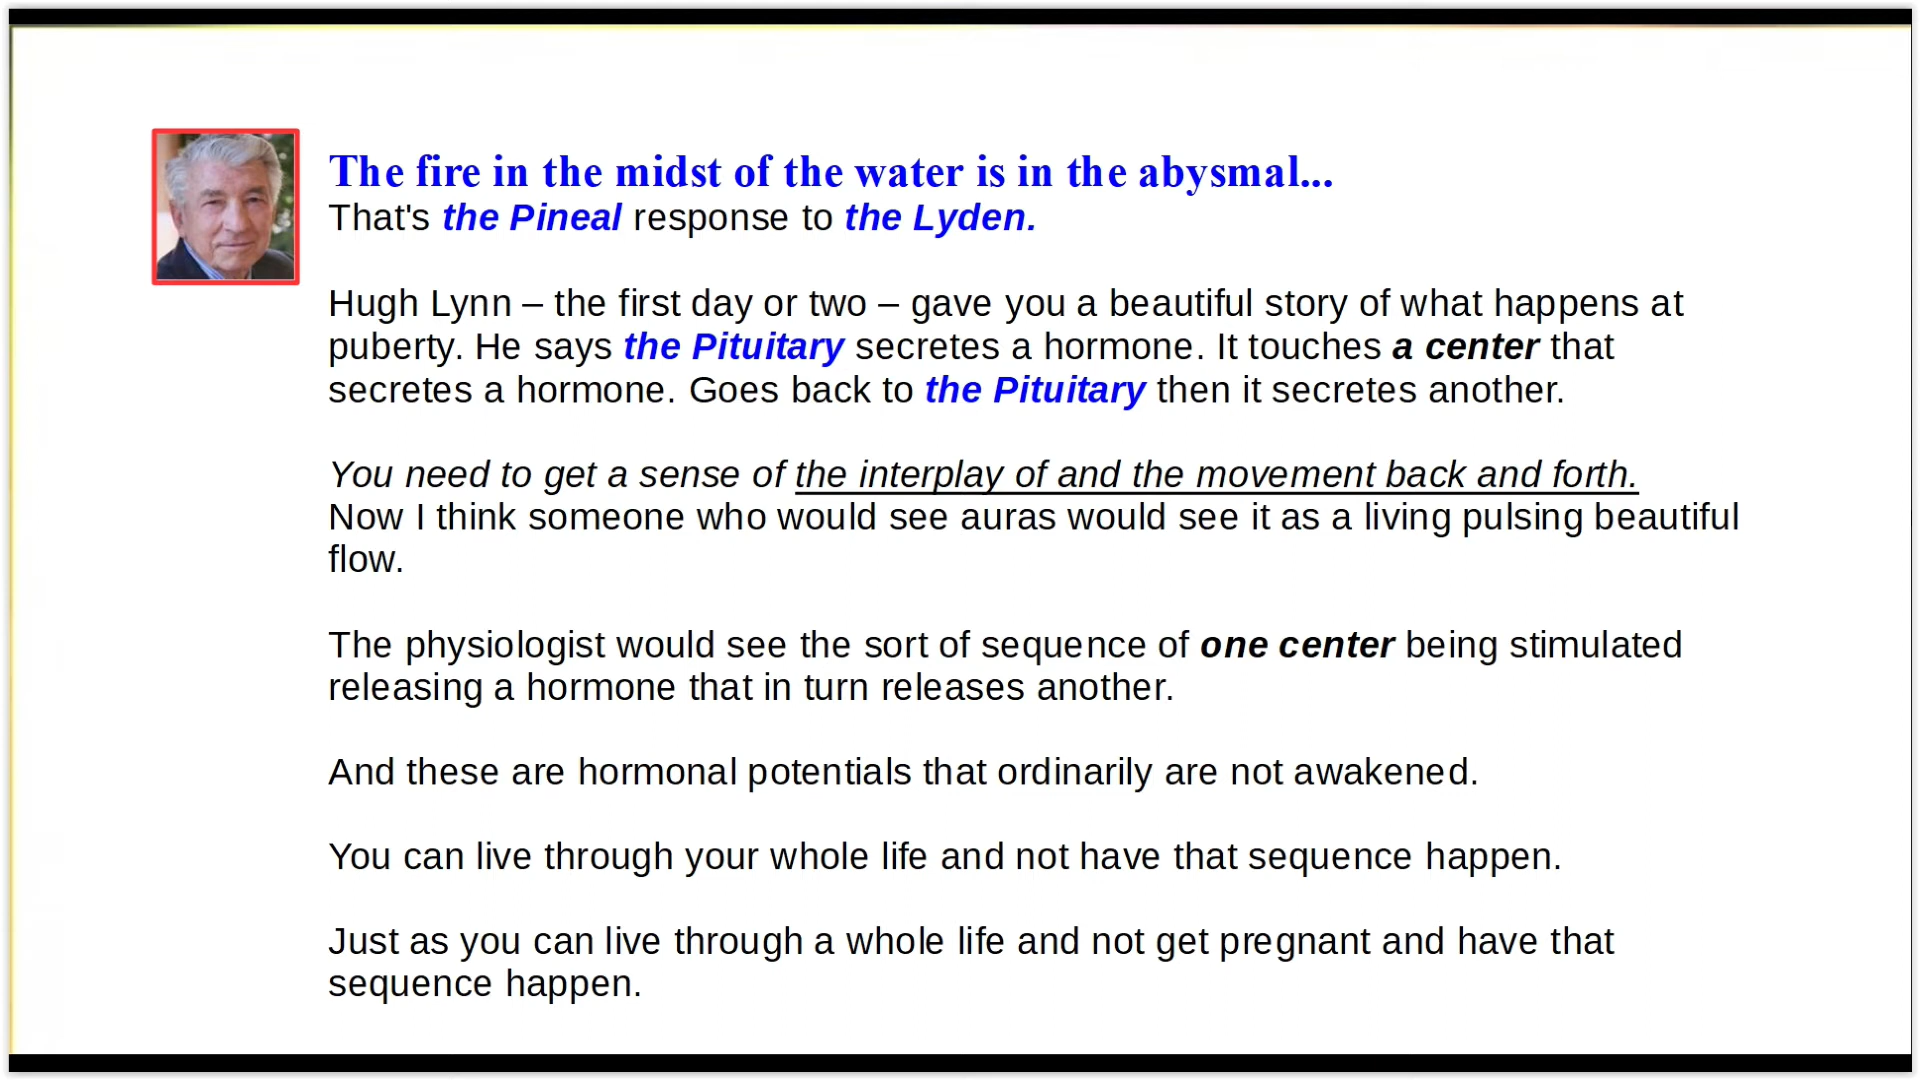 The fire in the midst of the water is in the abysmal...
That's the Pineal response to the Lyden.
Hugh Lynn – the first day or two – gave you a beautiful story of what happens at
puberty. He says the Pituitary secretes a hormone. It touches a center that
secretes a hormone. Goes back to the Pituitary then it secretes another.
You need to get a sense of the interplay of and the movement back and forth.
Now I think someone who would see auras would see it as a living pulsing beautiful
flow.
The physiologist would see the sort of sequence of one center being stimulated
releasing a hormone that in turn releases another.
And these are hormonal potentials that ordinarily are not awakened.
You can live through your whole life and not have that sequence happen.
Just as you can live through a whole life and not get pregnant and have that
sequence happen.